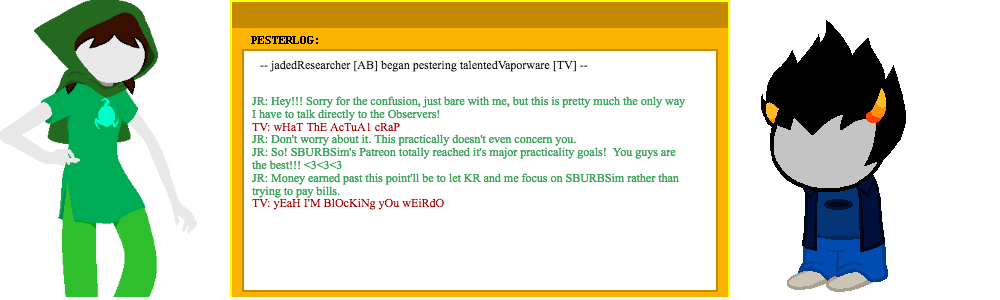 PESTERLOG:
-- jadedResearcher [AB] began pestering talentedVaporware [TV] --
JR: Hey!!! Sorry for the confusion, just bare with me, but this is pretty much the only way
I have to talk directly to the Observers!
TV: wHaT ThE AcTuA1 cRaP
JR: Don't worry about it. This practically doesn't even concern you.
JR: So! SBURBSim's Patreon totally reached it's major practicality goals!  You guys are
the best!!! <3<3<3
JR: Money earned past this point'll be to let KR and me focus on SBURBSim rather than
trying to pay bills.
TV: yEaH I'M BlOcKiNg yOu wEiRdO